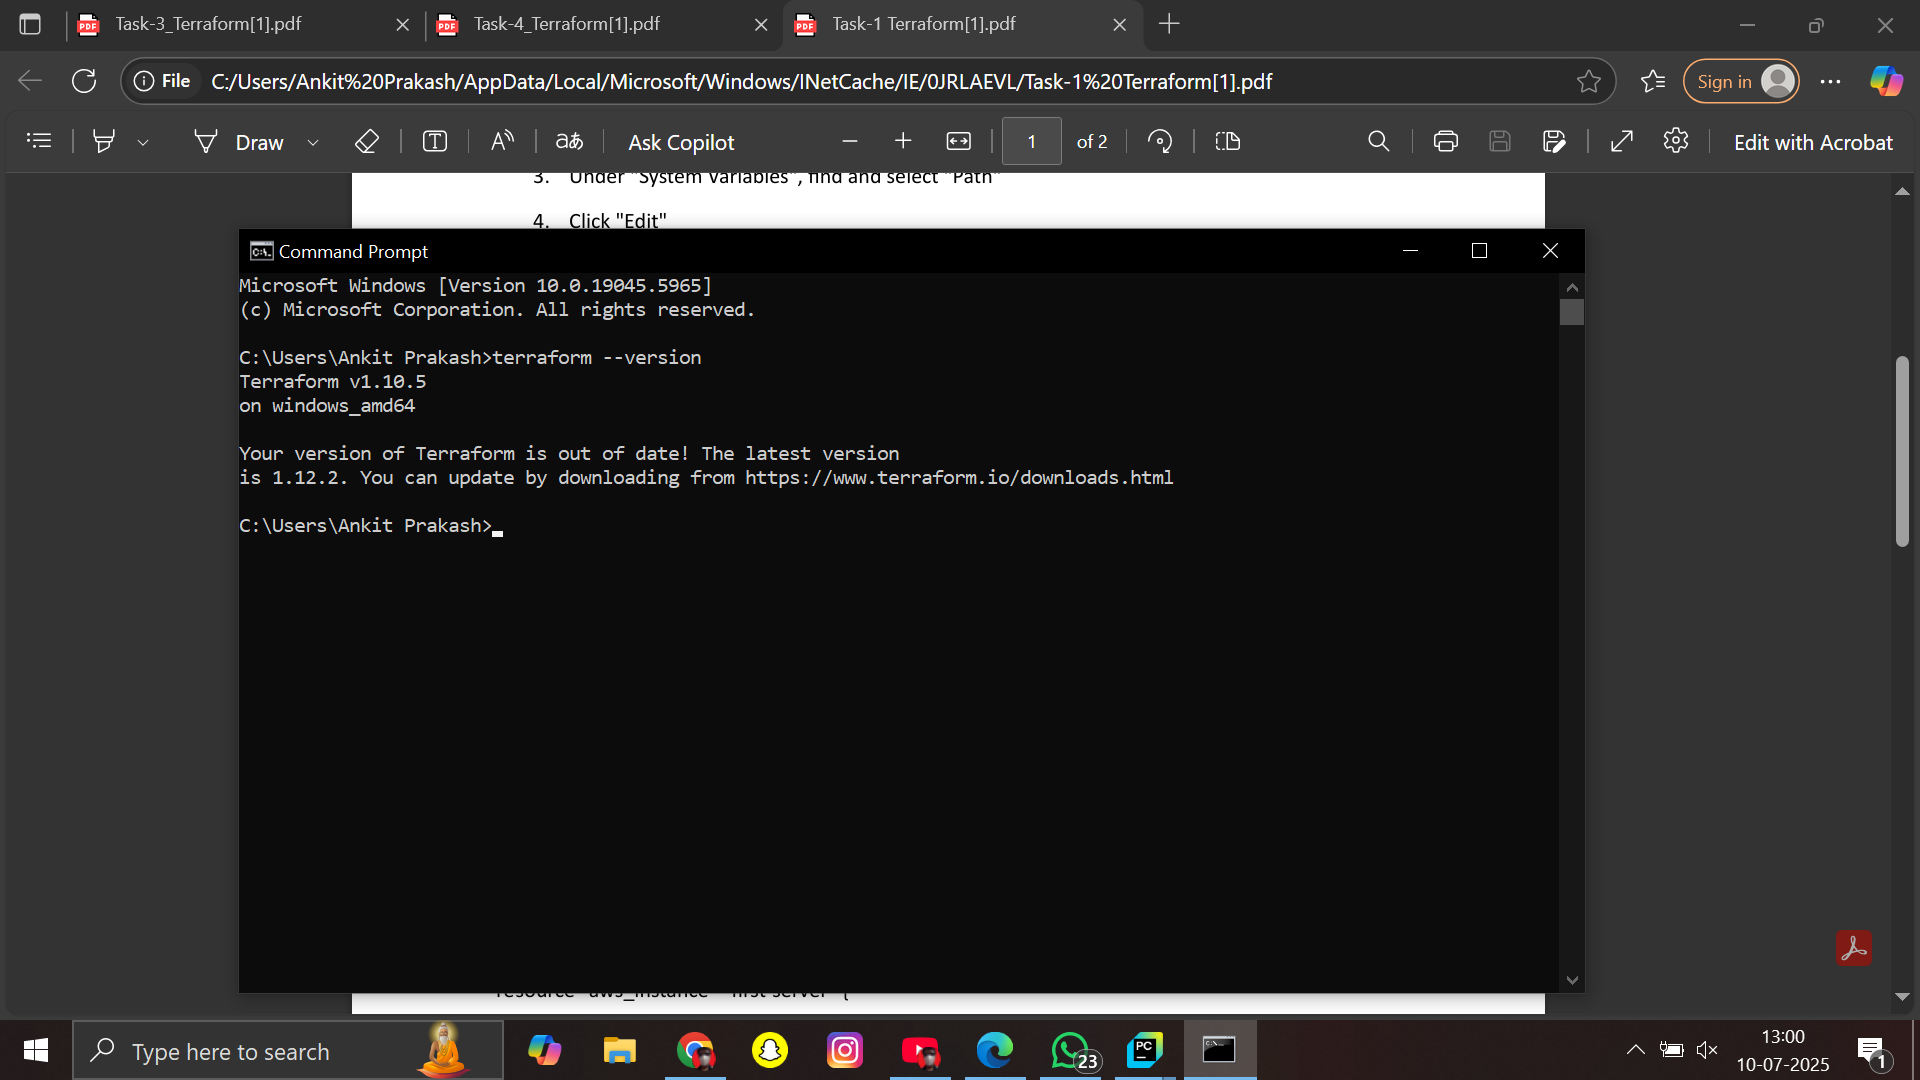 Task-3_Terraform[1].pdf
Task-4_Terraform[1].pdf
Task-1 Terraform[1].pdf
File
C:/Users/Ankit%20Prakash/AppData/Local/Microsoft/Windows/INetCache/IE/0JRLAEVL/Task-1%20Terraform[1].pdf
Sign in
Draw
aあ
Ask Copilot
1
of 2
Edit with Acrobat
3. Under "System Variables", find and select "Path"
4. Click "Edit"
Command Prompt
Microsoft Windows [Version 10.0.19045.5965]
(c) Microsoft Corporation. All rights reserved.
C:\Users\Ankit Prakash>terraform --version
Terraform v1.10.5
on windows_amd64
Your version of Terraform is out of date! The latest version
is 1.12.2. You can update by downloading from https://www.terraform.io/downloads.html
C:\Users\Ankit Prakash>
resource "aws_instance" "first-server" {
Type here to search
23
PC
13:00
10-07-2025
1